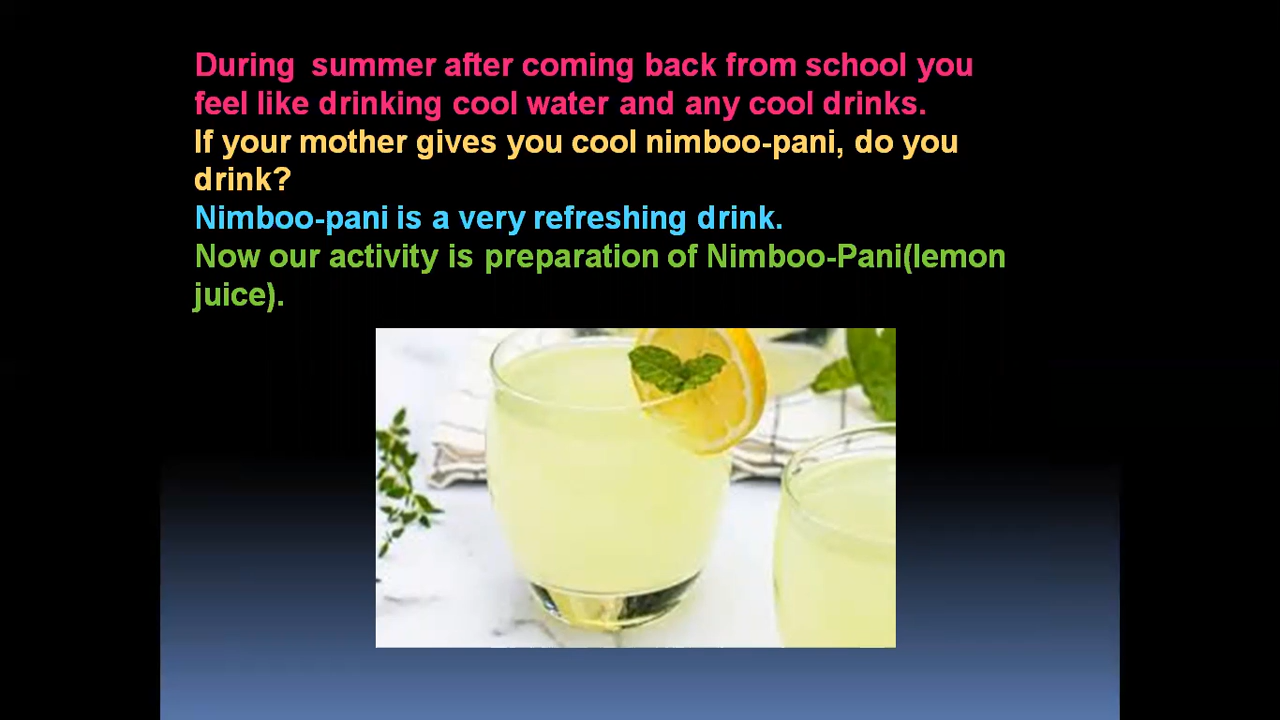 During  summer after coming back from school you
feel like drinking cool water and any cool drinks.
If your mother gives you cool nimboo-pani, do you
drink?
Nimboo-pani is a very refreshing drink.
Now our activity is preparation of Nimboo-Pani(lemon
juice).